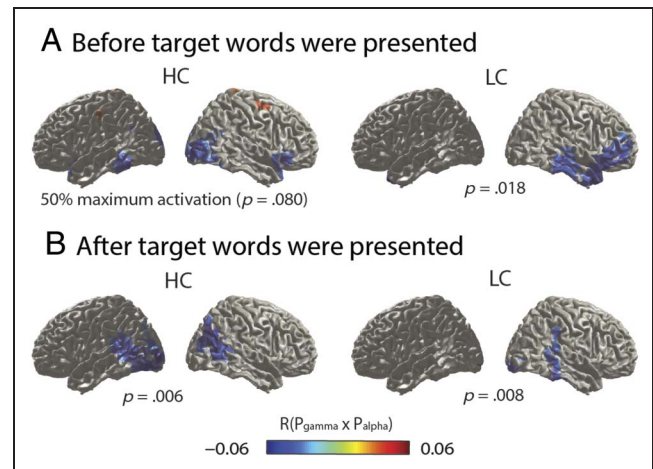 A Before target words were presented
HC LC
50% maximum activation (p = .080)
p = .018
B After target words were presented
HC LC
p = .006 p = .008
R(Pgamma x Palpha)
−0.06 0.06